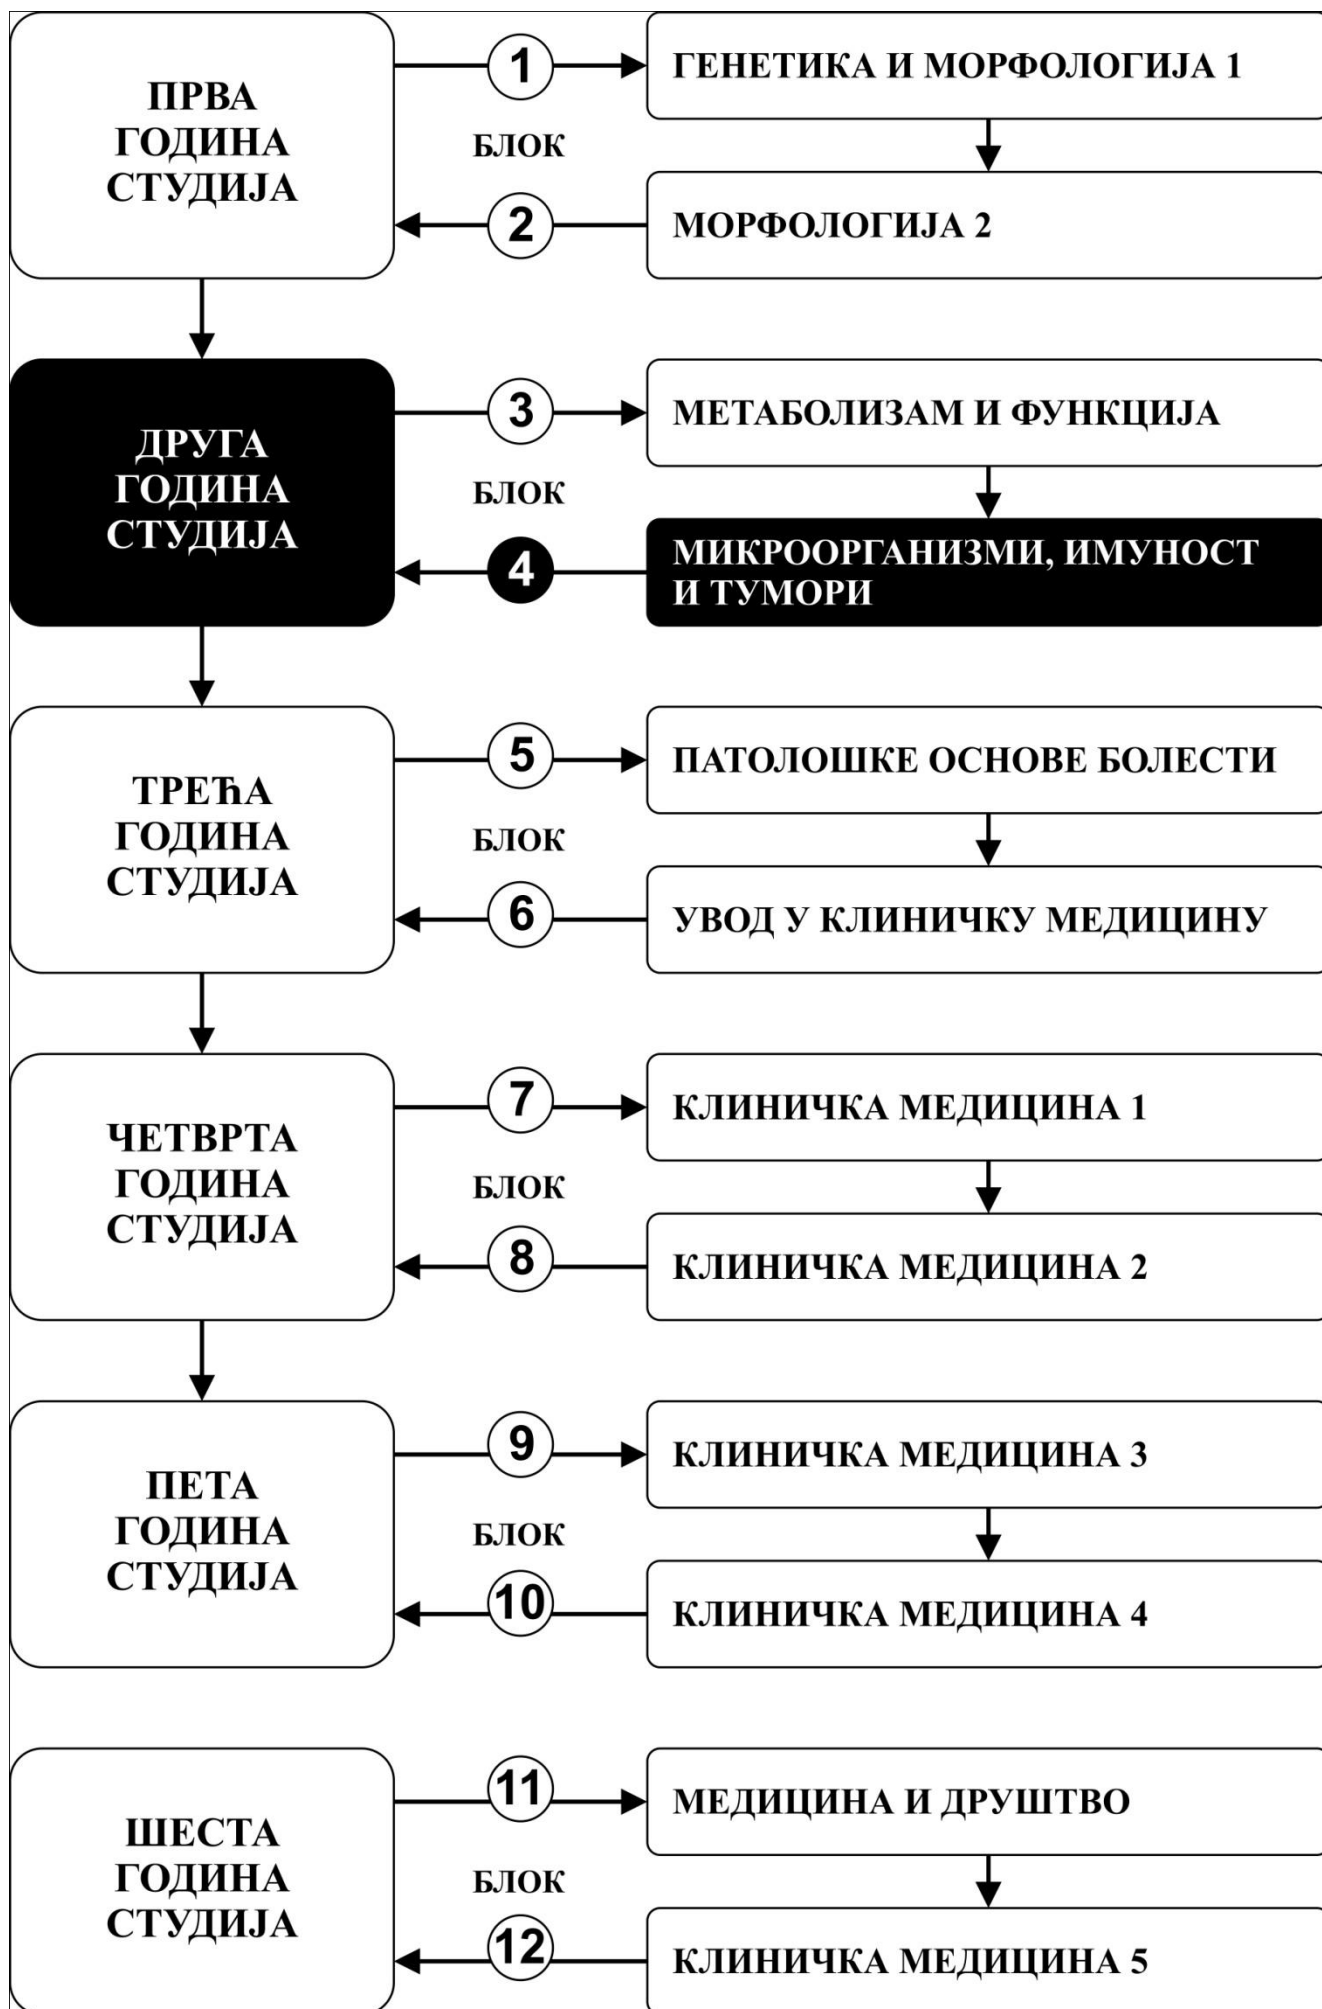 ПРВА
ГОДИНА
СТУДИЈА
1
БЛОК
2
ГЕНЕТИКА И МОРФОЛОГИЈА 1
МОРФОЛОГИЈА 2
ДРУГА
ГОДИНА
СТУДИЈА
3
БЛОК
4
МЕТАБОЛИЗАМ И ФУНКЦИЈА
МИКРООРГАНИЗМИ, ИМУНОСТ
И ТУМОРИ
ТРЕЋА
ГОДИНА
СТУДИЈА
5
БЛОК
6
ПАТОЛОШКЕ ОСНОВЕ БОЛЕСТИ
УВОД У КЛИНИЧКУ МЕДИЦИНУ
ЧЕТВРТА
ГОДИНА
СТУДИЈА
7
БЛОК
8
КЛИНИЧКА МЕДИЦИНА 1
КЛИНИЧКА МЕДИЦИНА 2
ПЕТА
ГОДИНА
СТУДИЈА
9
БЛОК
10
КЛИНИЧКА МЕДИЦИНА 3
КЛИНИЧКА МЕДИЦИНА 4
ШЕСТА
ГОДИНА
СТУДИЈА
11
БЛОК
12
МЕДИЦИНА И ДРУШТВО
КЛИНИЧКА МЕДИЦИНА 5